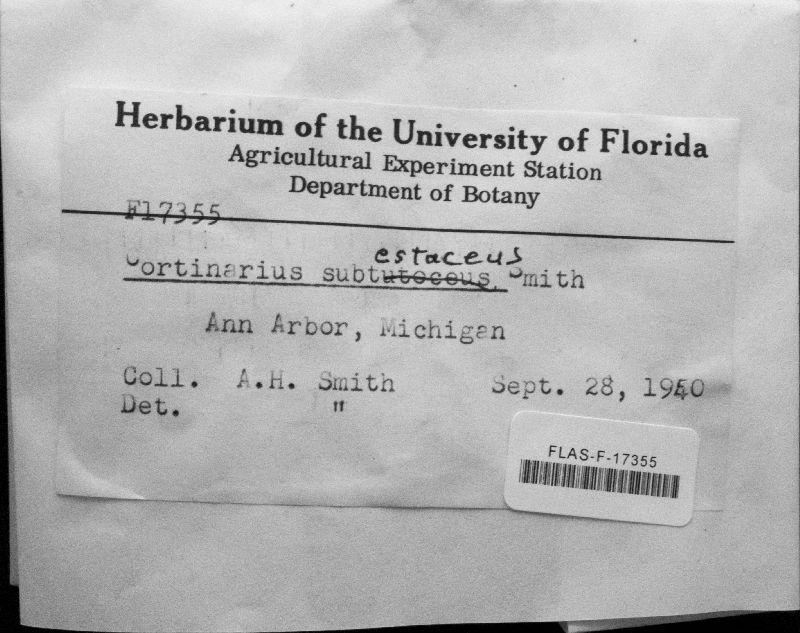 Herbarium of the University of Florida
Agricultural Experiment Station
Department of Botany
F17355
estaceus
Cortinarius subtutoceus, Smith
Ann Arbor, Michigan
Coll. A.H. Smith Sept. 28, 1940
Det. "
FLAS-F-17355